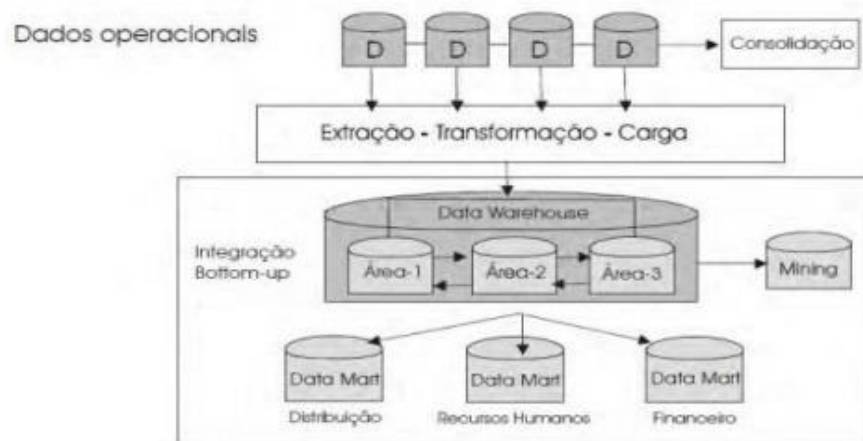 Dados operacionais
D D D D
Consolidação
Extração - Transformação - Carga
Data Warehouse
Integração
Bottom-up
Área-1 Área-2 Área-3
Mining
Data Mart Data Mart Data Mart
Distribuição Recursos Humanos Financeiro